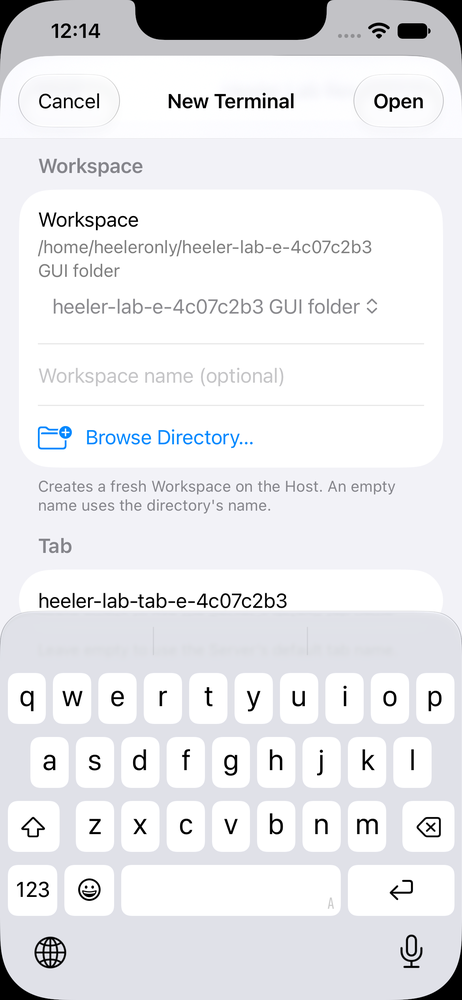 12:14
Cancel
New Terminal
Open
Workspace
Workspace
/home/heeleronly/heeler-lab-e-4c07c2b3
GUI folder
heeler-lab-e-4c07c2b3 GUI folder
Workspace name (optional)
Browse Directory...
Creates a fresh Workspace on the Host. An empty
name uses the directory's name.
Tab
heeler-lab-tab-e-4c07c2b3
q w e r t y u i o p
a s d f g h j k l
z x c v b n m
123
A